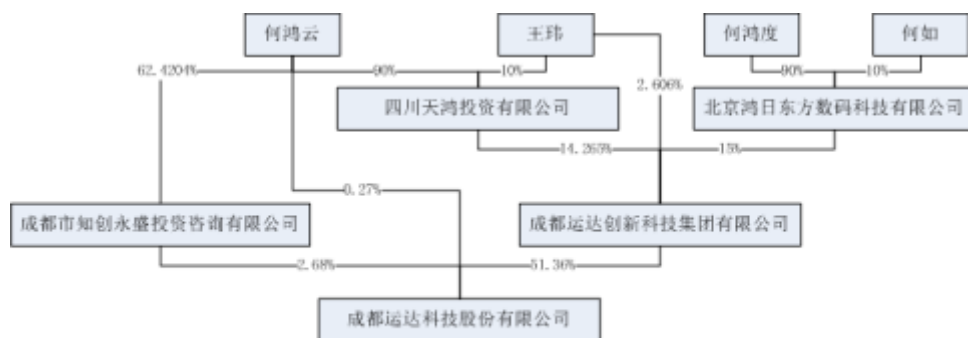 何鸿云
王玮
何鸿度
何如
62.4204%
90%
10%
2.606%
90%
10%
四川天鸿投资有限公司
北京鸿日东方数码科技有限公司
14.265%
15%
0.27%
成都市知创永盛投资咨询有限公司
成都运达创新科技集团有限公司
2.68%
51.36%
成都运达科技股份有限公司